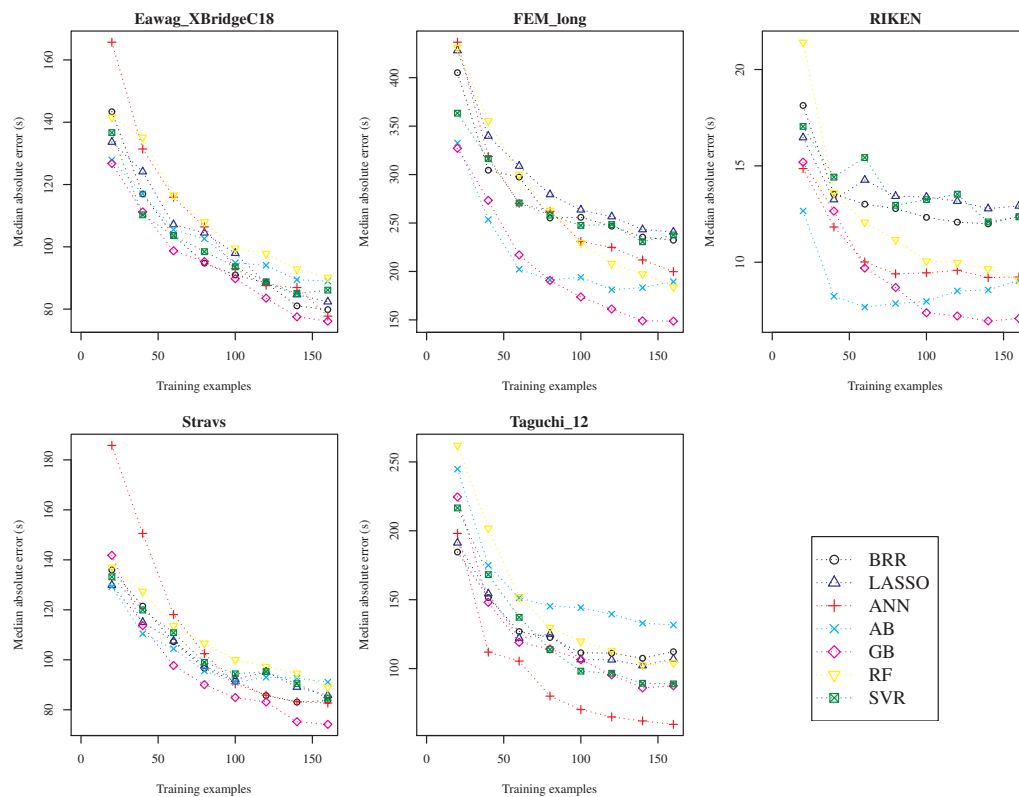 Eawag_XBridgeC18
Median absolute error (s)
160
140
120
100
80
0
50
100
150
Training examples
FEM_long
Median absolute error (s)
400
350
300
250
200
150
0
50
100
150
Training examples
RIKEN
Median absolute error (s)
20
15
10
0
50
100
150
Training examples
Stravs
Median absolute error (s)
180
160
140
120
100
80
0
50
100
150
Training examples
Taguchi_12
Median absolute error (s)
250
200
150
100
0
50
100
150
Training examples
BRR
LASSO
ANN
AB
GB
RF
SVR